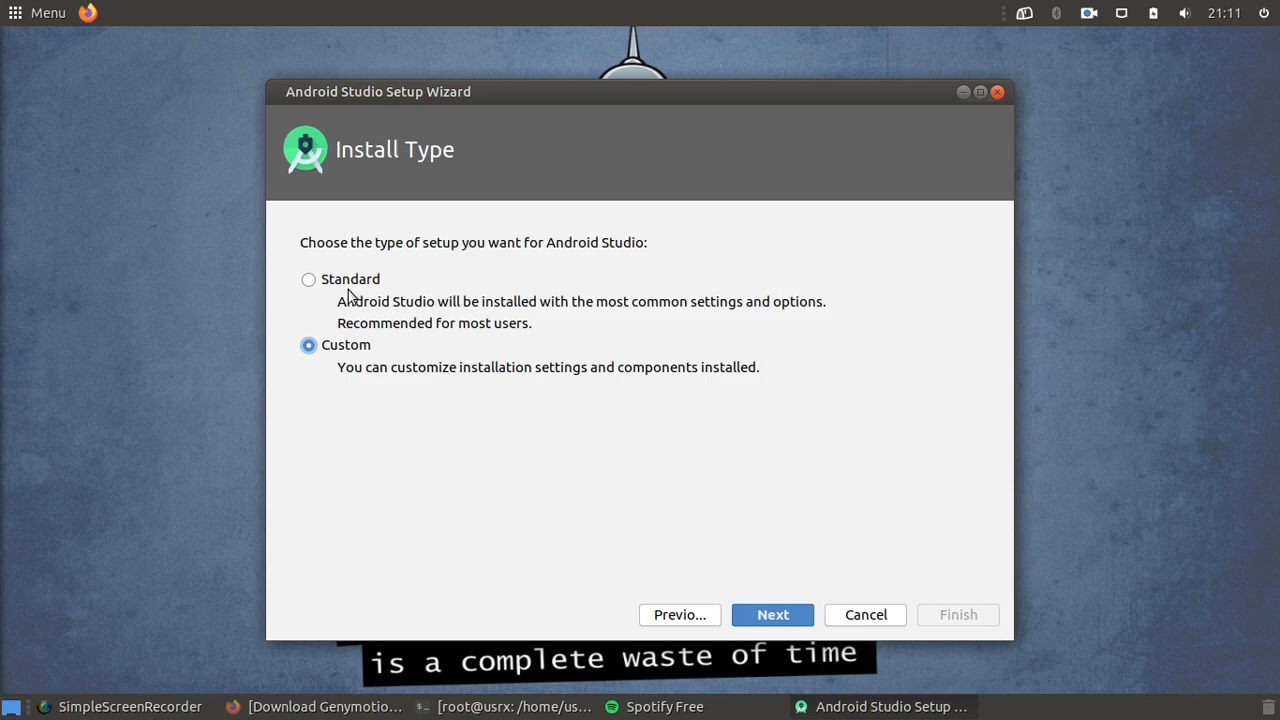 Menu
21:11
Android Studio Setup Wizard
Install Type
Choose the type of setup you want for Android Studio:
Standard
Android Studio will be installed with the most common settings and options.
Recommended for most users.
Custom
You can customize installation settings and components installed.
Previo... Next Cancel Finish
is a complete waste of time
SimpleScreenRecorder [Download Genymotio... [root@usrx: /home/us... Spotify Free Android Studio Setup ...